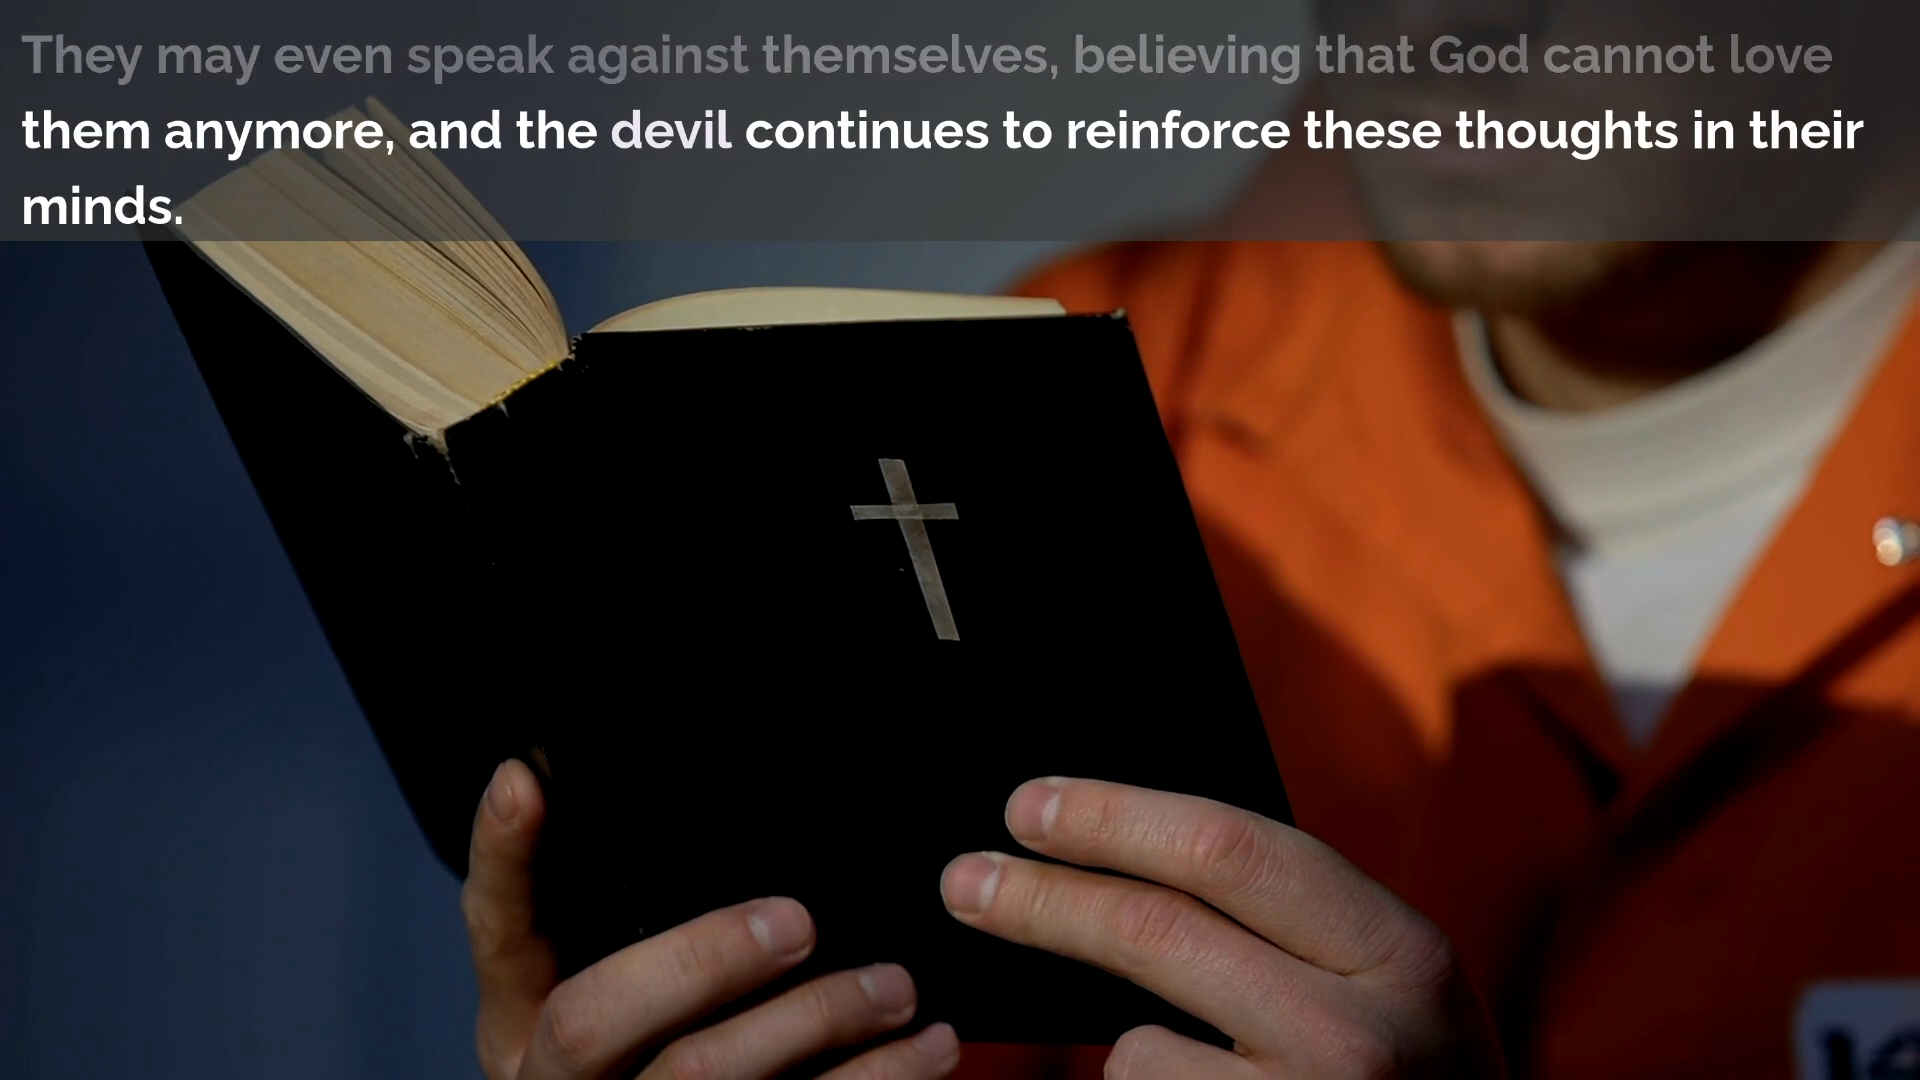 They may even speak against themselves, believing that God cannot love
them anymore, and the devil continues to reinforce these thoughts in their
minds.